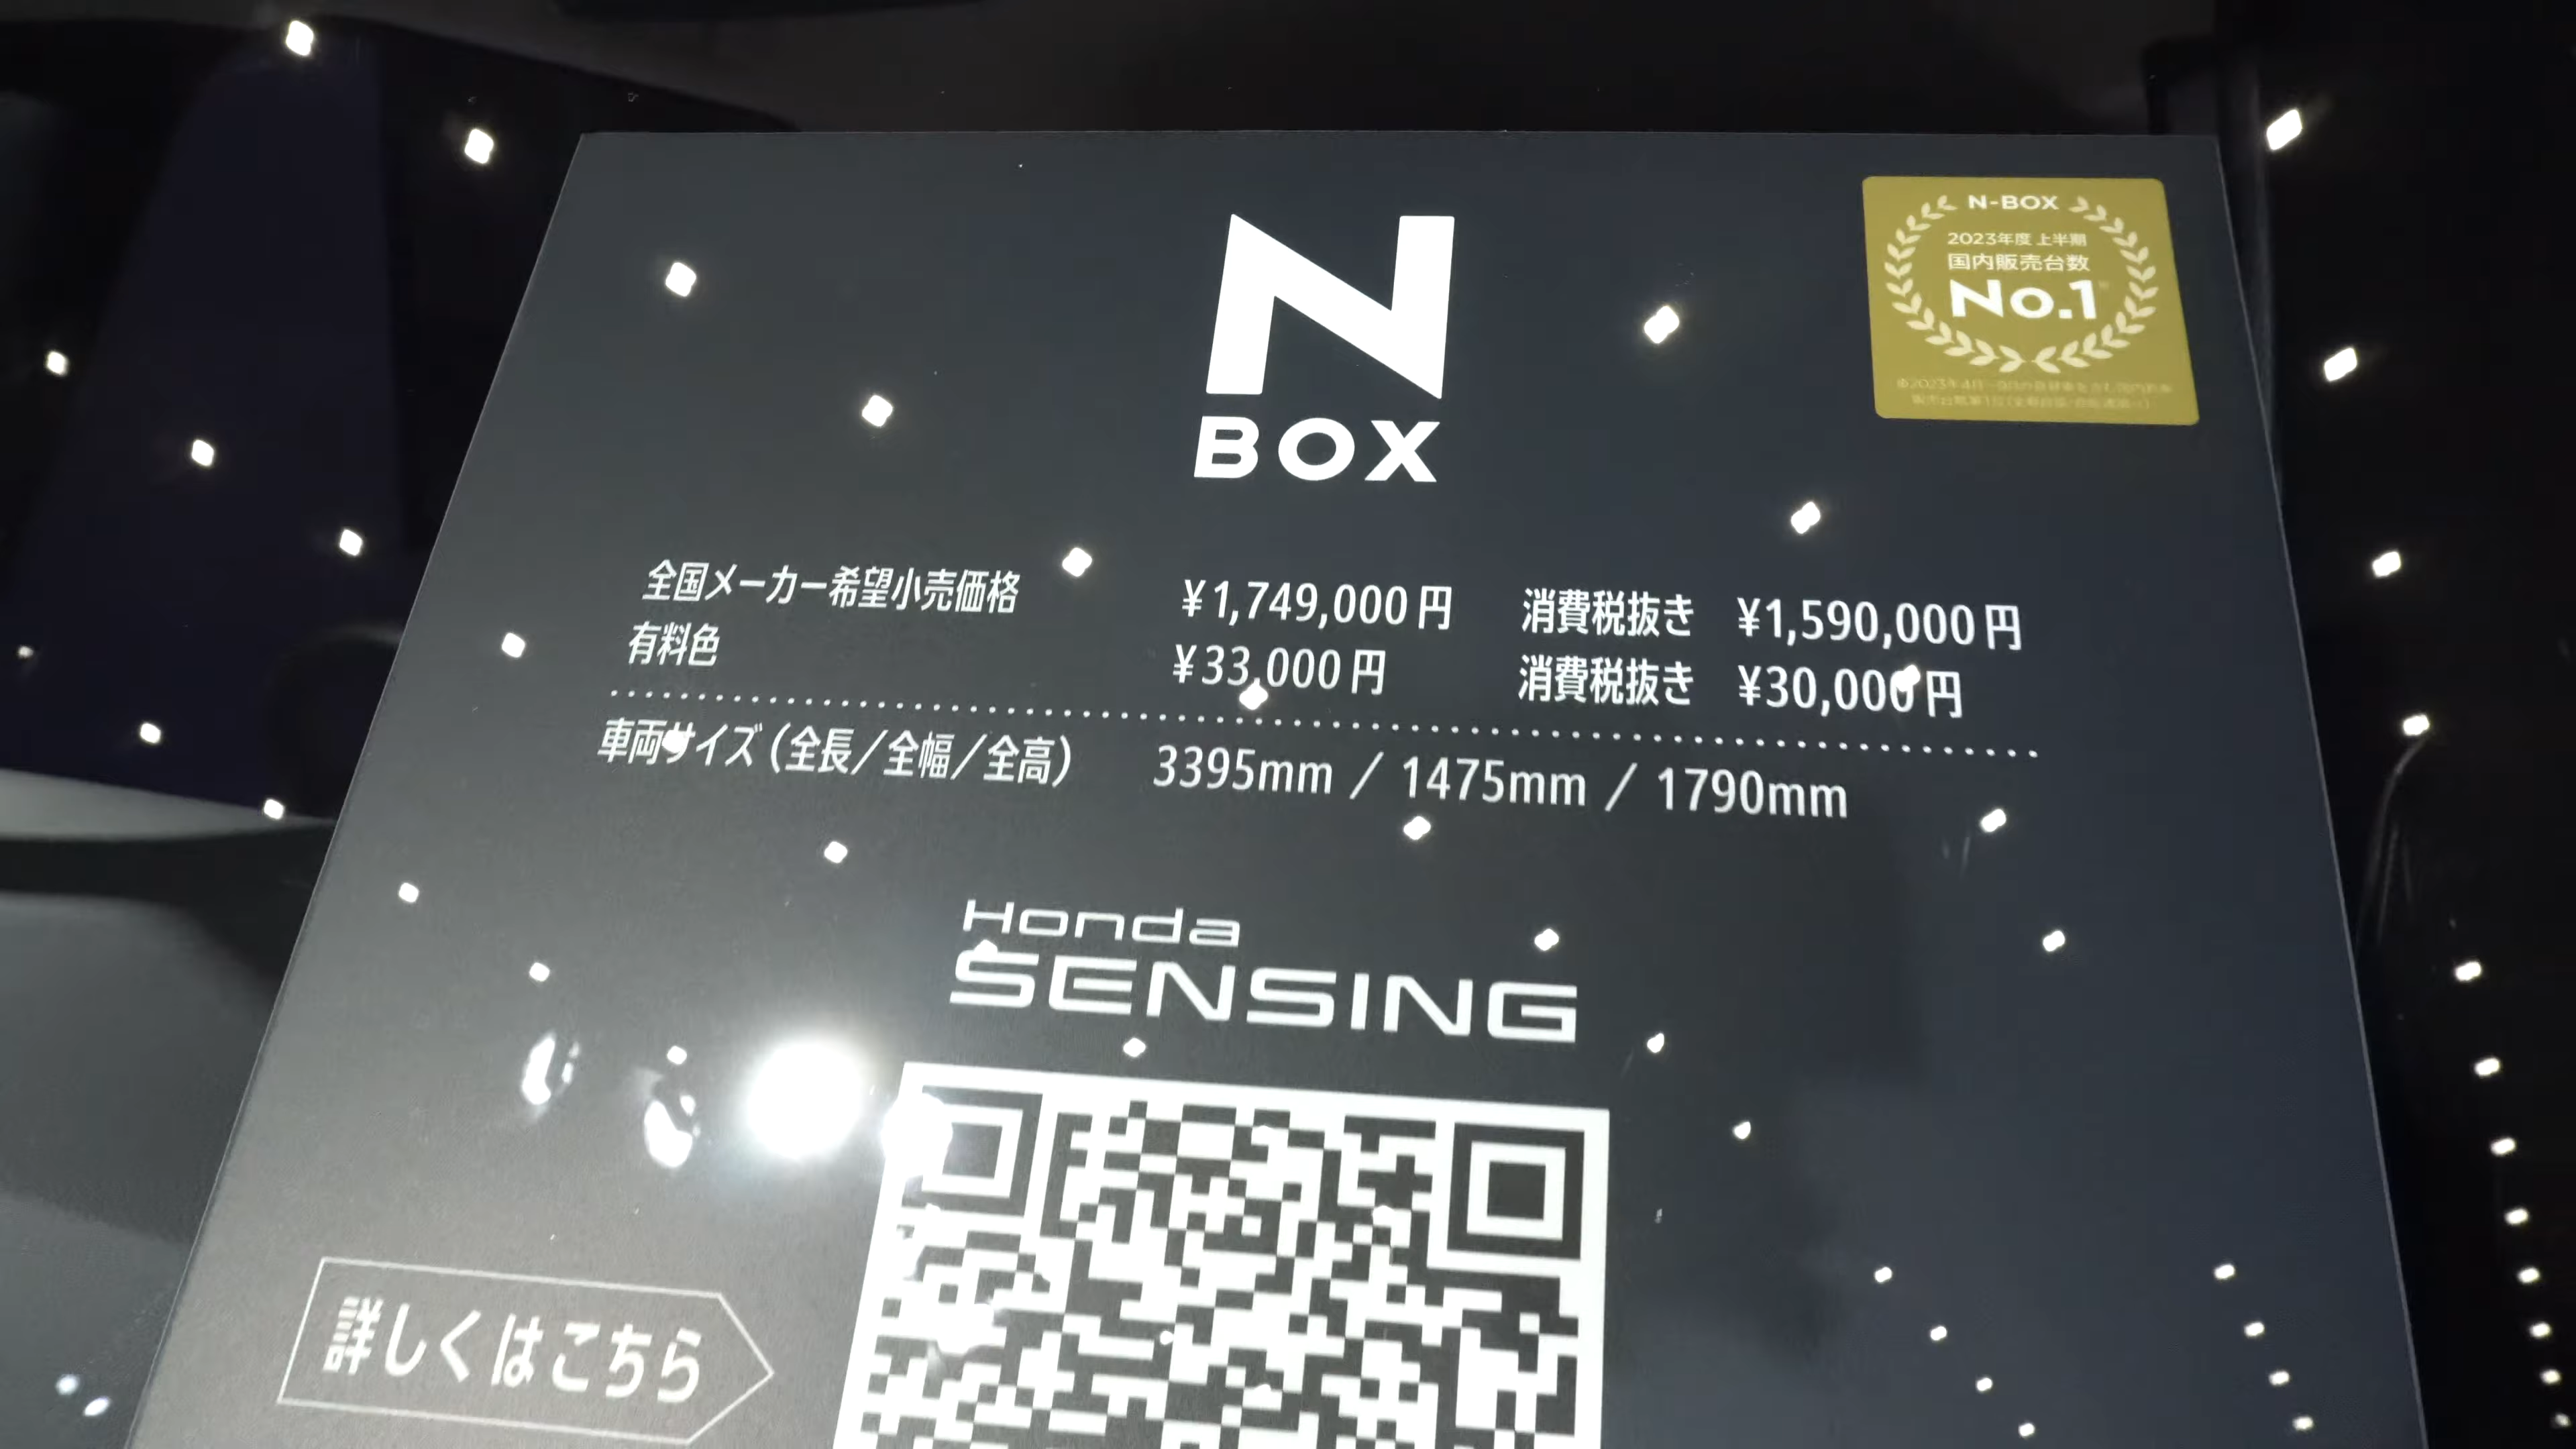 N
BOX
N-BOX
2023年度 上半期
国内販売台数
No.1
全国メーカー希望小売価格 ¥1,749,000円 消費税抜き ¥1,590,000円
有料色 ¥33,000円 消費税抜き ¥30,000円
車両サイズ(全長/全幅/全高) 3395mm / 1475mm / 1790mm
Honda
SENSING
詳しくはこちら